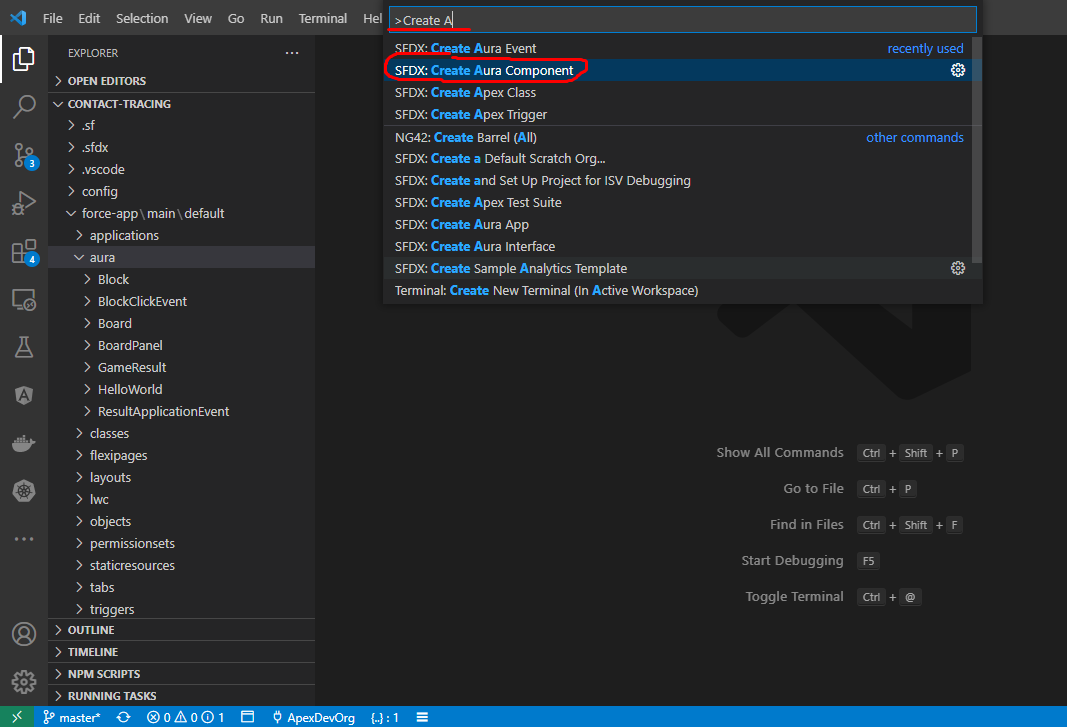 File Edit Selection View Go Run Terminal Hel
>Create A
SFDX: Create Aura Event recently used
SFDX: Create Aura Component
SFDX: Create Apex Class
SFDX: Create Apex Trigger
NG42: Create Barrel (All) other commands
SFDX: Create a Default Scratch Org...
SFDX: Create and Set Up Project for ISV Debugging
SFDX: Create Apex Test Suite
SFDX: Create Aura App
SFDX: Create Aura Interface
SFDX: Create Sample Analytics Template
Terminal: Create New Terminal (In Active Workspace)
EXPLORER ...
OPEN EDITORS
CONTACT-TRACING
.sf
.sfdx
.vscode
config
force-app\main\default
applications
aura
Block
BlockClickEvent
Board
BoardPanel
GameResult
HelloWorld
ResultApplicationEvent
classes
flexipages
layouts
lwc
objects
permissionsets
staticresources
tabs
triggers
OUTLINE
TIMELINE
NPM SCRIPTS
RUNNING TASKS
3
4
A
Show All Commands Ctrl + Shift + P
Go to File Ctrl + P
Find in Files Ctrl + Shift + F
Start Debugging F5
Toggle Terminal Ctrl + @
master* 0 0 1 ApexDevOrg {..} : 1